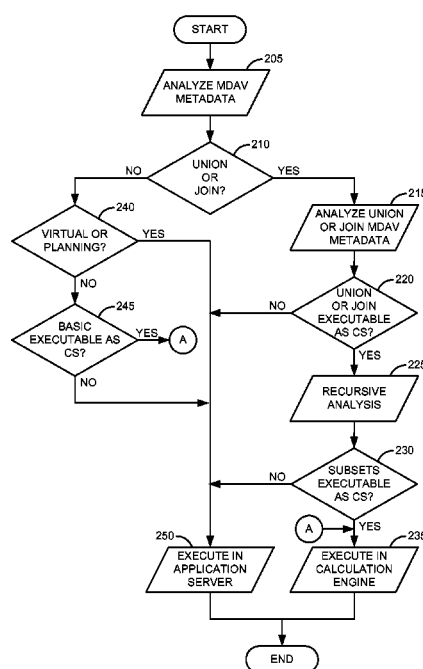 START
205
ANALYZE MDAV
METADATA
210
UNION
OR
JOIN?
NO
YES
240
VIRTUAL OR
PLANNING?
YES
NO
215
ANALYZE UNION
OR JOIN MDAV
METADATA
245
BASIC
EXECUTABLE AS
CS?
YES
A
NO
220
UNION
OR JOIN
EXECUTABLE
AS CS?
NO
YES
225
RECURSIVE
ANALYSIS
230
SUBSETS
EXECUTABLE
AS CS?
NO
YES
A
250
EXECUTE IN
APPLICATION
SERVER
235
EXECUTE IN
CALCULATION
ENGINE
END